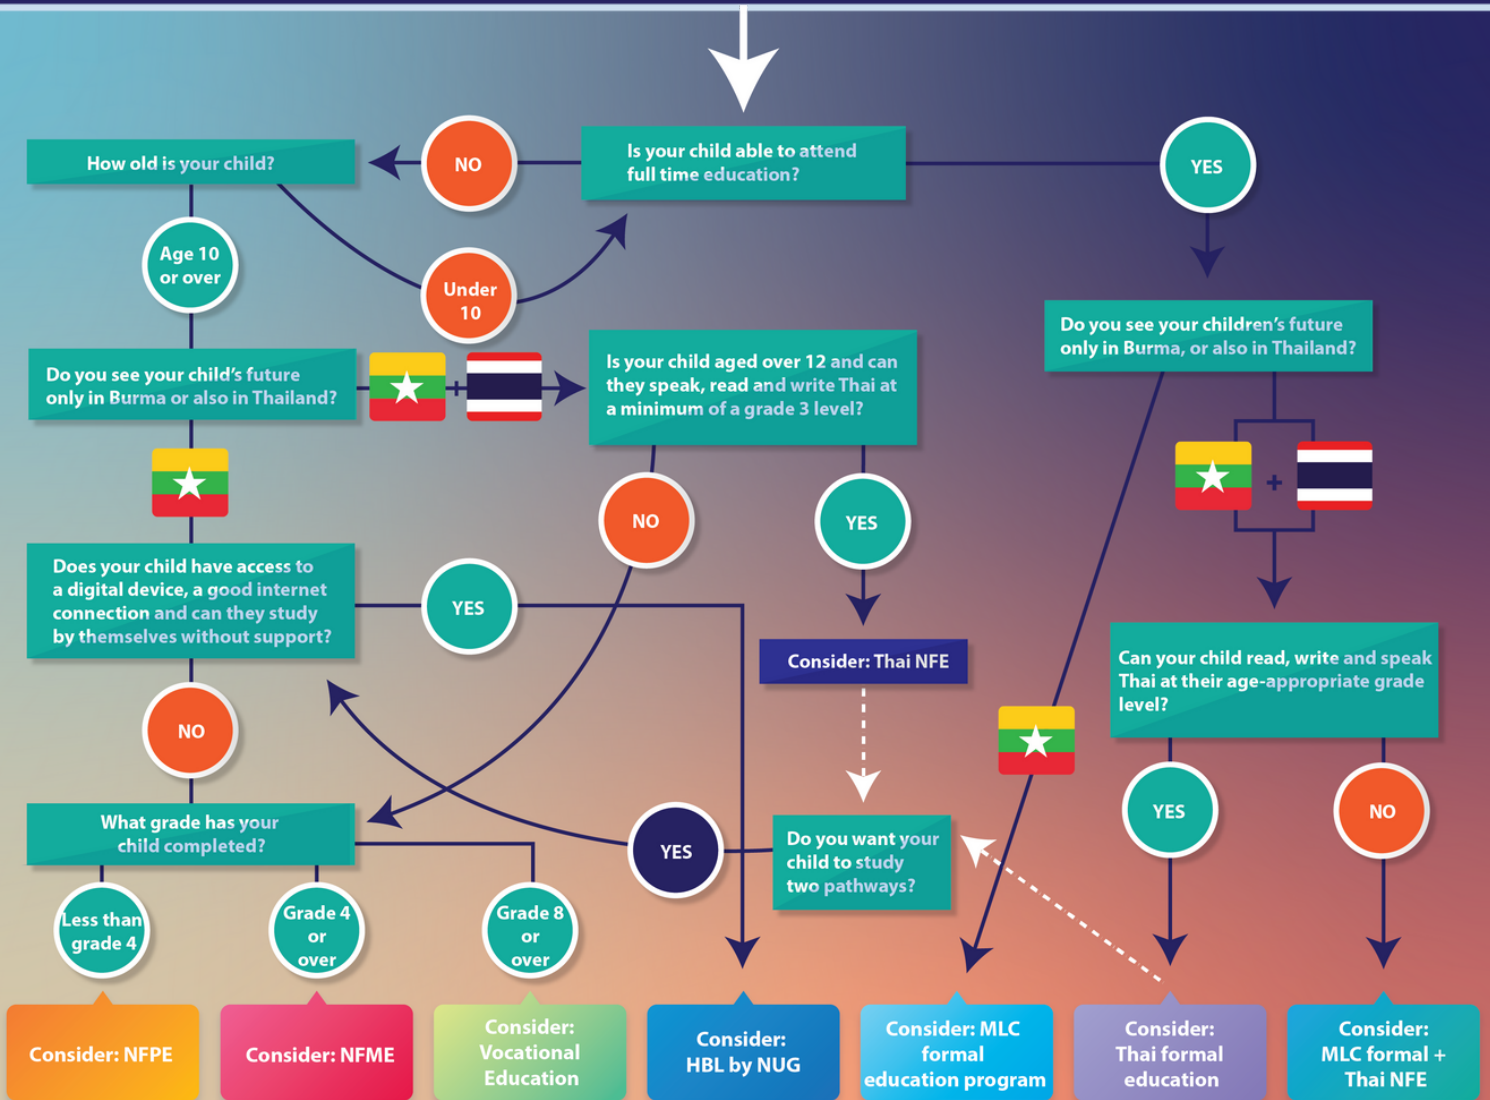 Is your child able to attend
full time education?
NO
YES
How old is your child?
Age 10
or over
Under
10
Do you see your children's future
only in Burma, or also in Thailand?
Do you see your child's future
only in Burma or also in Thailand?
+
Is your child aged over 12 and can
they speak, read and write Thai at
a minimum of a grade 3 level?
+
NO
YES
Does your child have access to
a digital device, a good internet
connection and can they study
by themselves without support?
YES
Consider: Thai NFE
Can your child read, write and speak
Thai at their age-appropriate grade
level?
NO
YES
NO
What grade has your
child completed?
YES
Do you want your
child to study
two pathways?
Less than
grade 4
Grade 4
or
over
Grade 8
or
over
Consider: NFPE
Consider: NFME
Consider:
Vocational
Education
Consider:
HBL by NUG
Consider: MLC
formal
education program
Consider:
Thai formal
education
Consider:
MLC formal +
Thai NFE